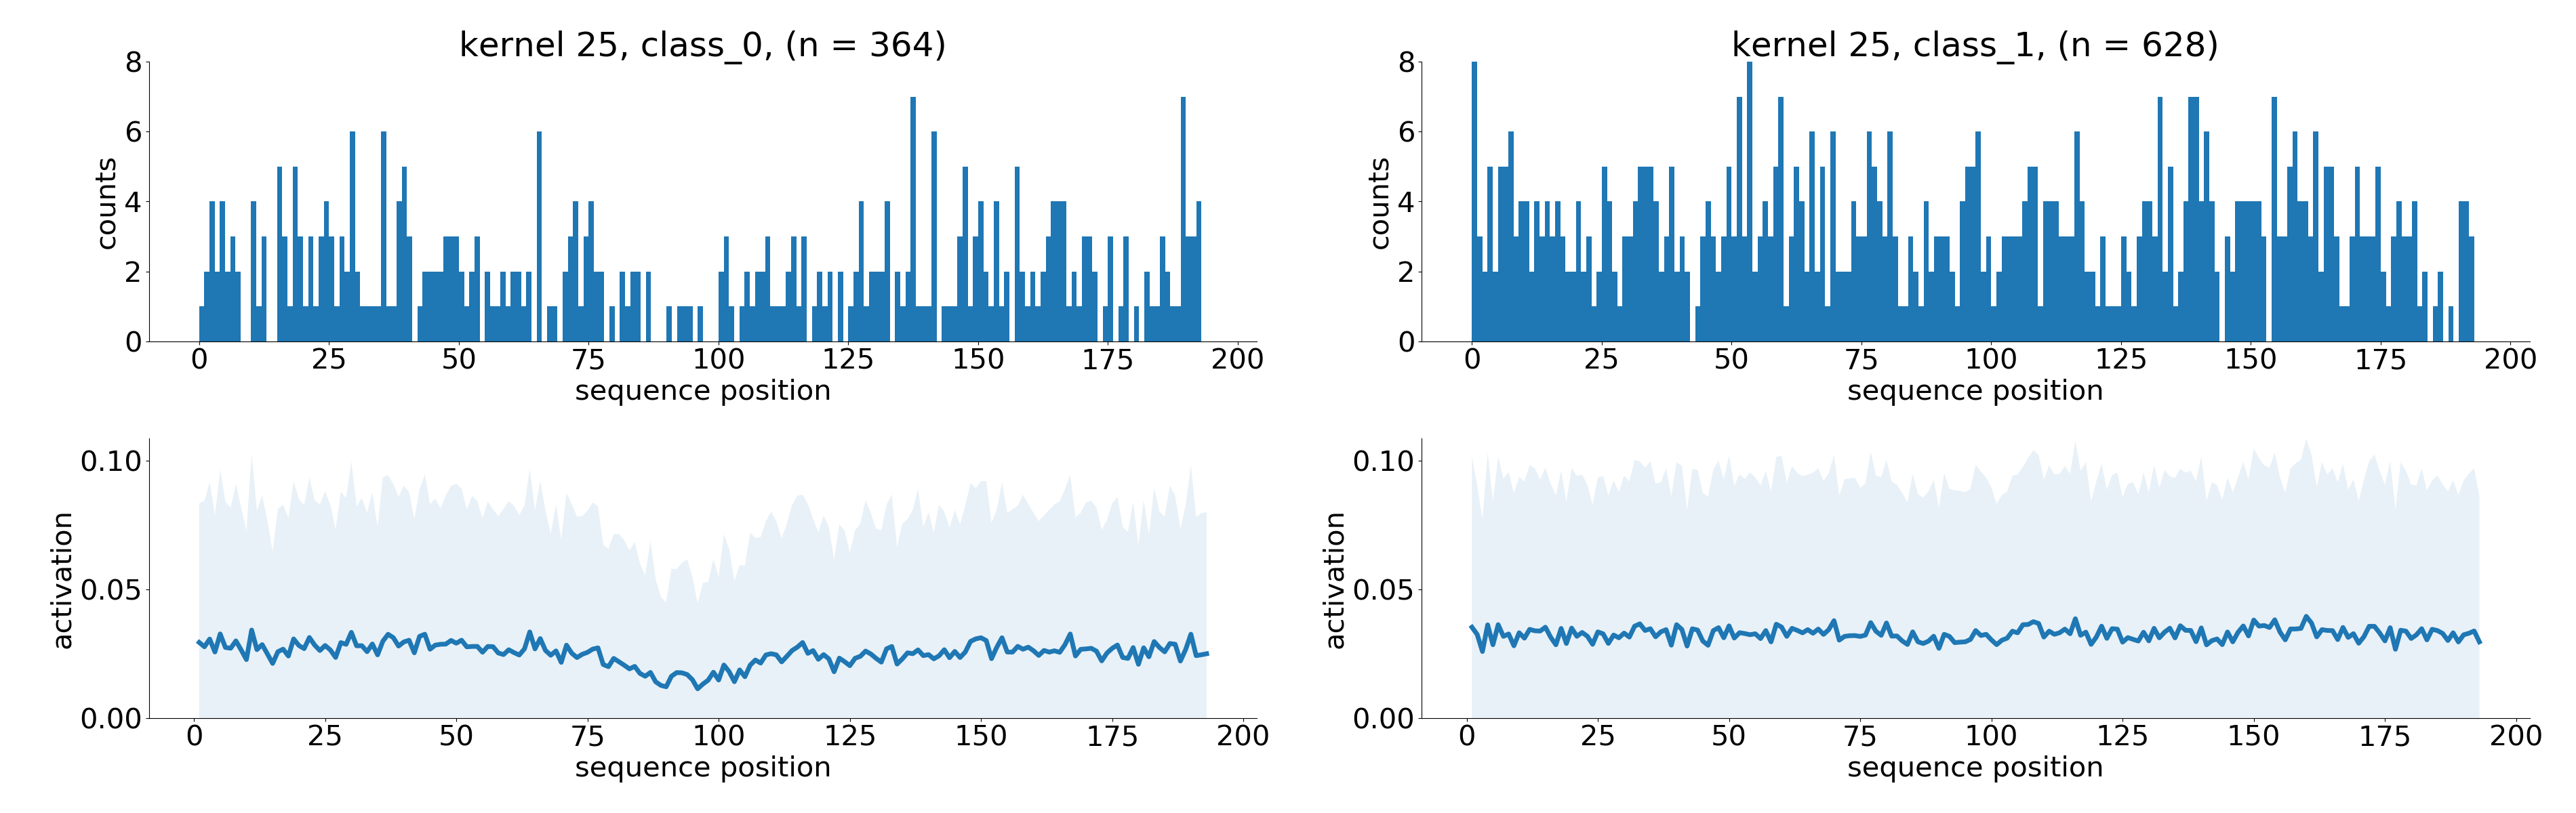 kernel 25, class_0, (n = 364)
8
6
4
2
0
counts
0 25 50 75 100 125 150 175 200
sequence position
0.10
0.05
0.00
activation
0 25 50 75 100 125 150 175 200
sequence position
kernel 25, class_1, (n = 628)
8
6
4
2
0
counts
0 25 50 75 100 125 150 175 200
sequence position
0.10
0.05
0.00
activation
0 25 50 75 100 125 150 175 200
sequence position